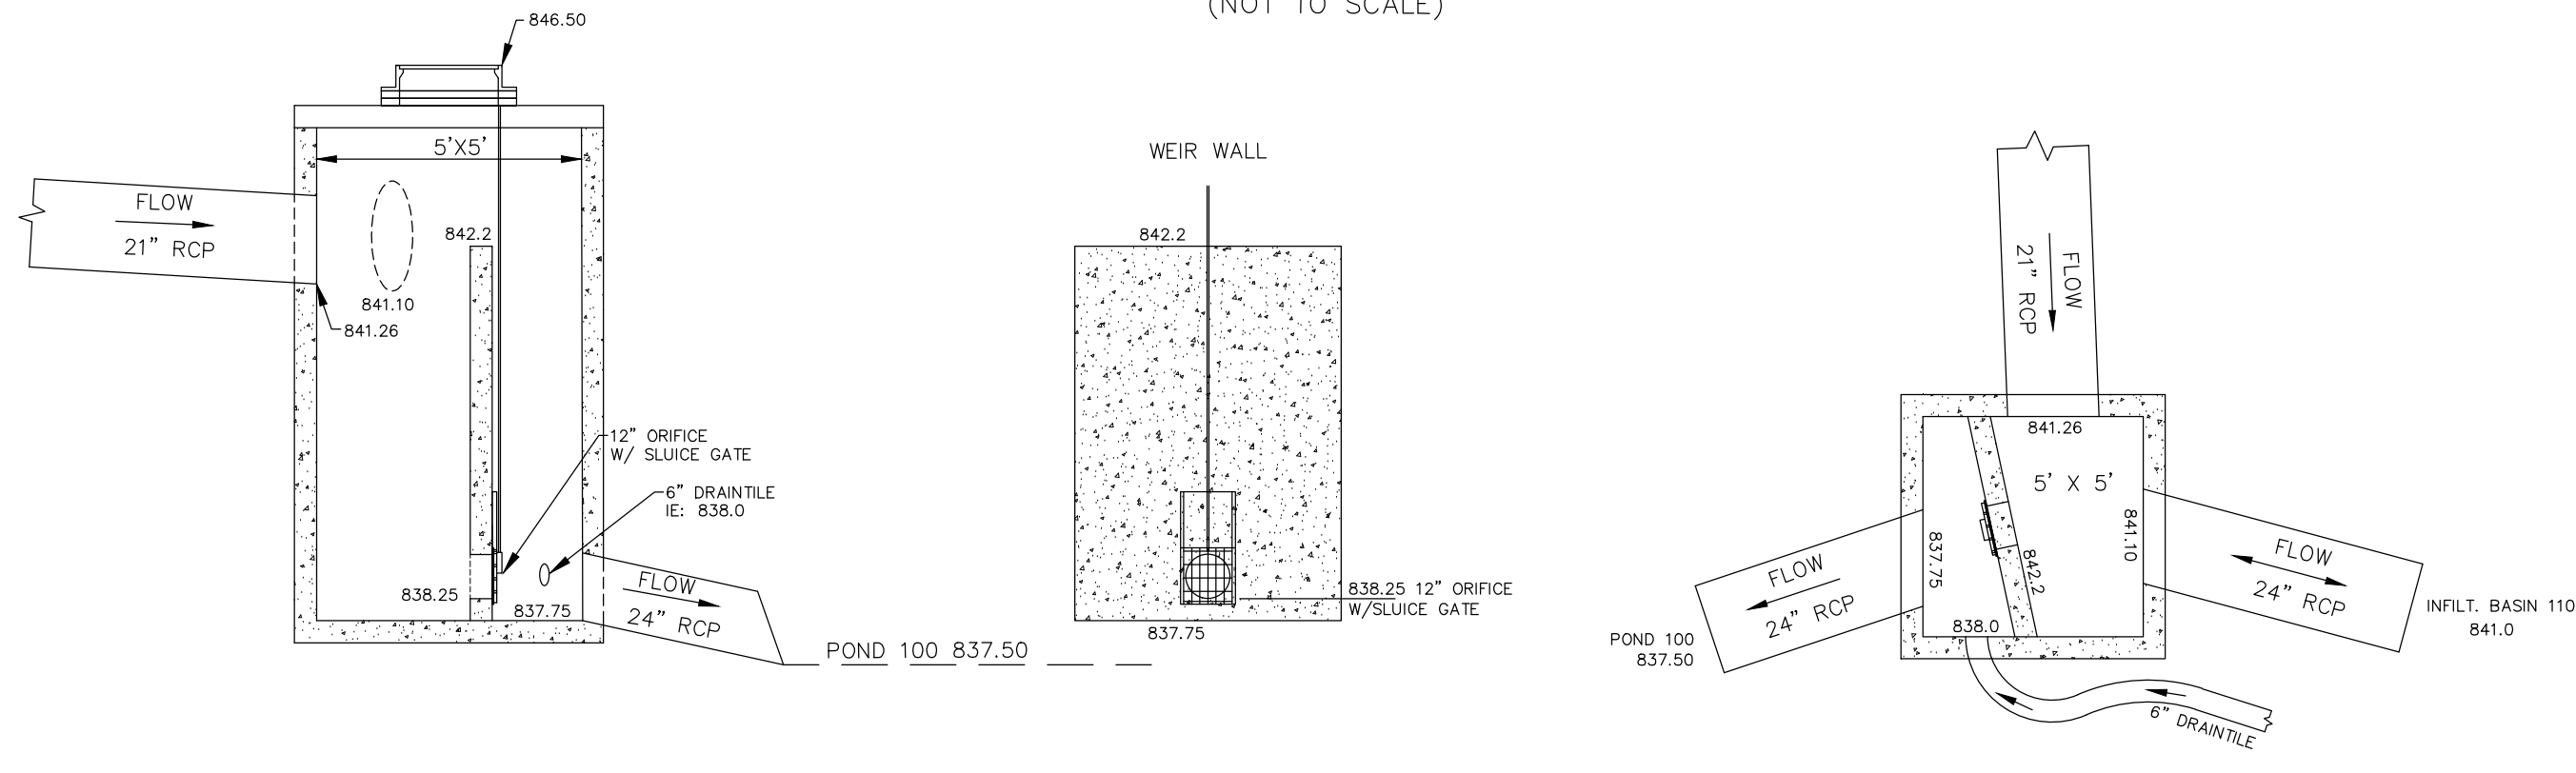 (NOT TO SCALE)
846.50
5'X5'
FLOW
21" RCP
842.2
841.10
841.26
12" ORIFICE
W/ SLUICE GATE
6" DRAINTILE
IE: 838.0
838.25
837.75
FLOW
24" RCP
POND 100 837.50
WEIR WALL
842.2
838.25 12" ORIFICE
W/SLUICE GATE
837.75
FLOW
21" RCP
841.26
5' X 5'
841.10
837.75
842.2
838.0
FLOW
24" RCP
POND 100
837.50
FLOW
24" RCP
INFILT. BASIN 110
841.0
6" DRAINTILE